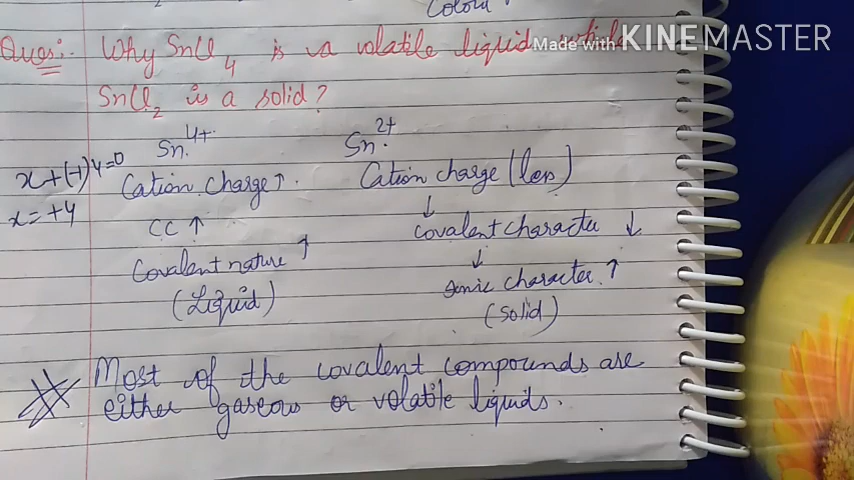 Colour
Ques:- Why SnCl4 is a volatile liquid while
Made with KINEMASTER
SnCl2 is a solid?
Sn4+ Sn2+
x+(-1)4=0
Cation charge↑ Cation charge (less)
x=+4
↓
CC ↑ covalent character ↓
Covalent nature ↑ ↓
ionic character ↑
(Liquid) (solid)
Most of the covalent compounds are
either gaseous or volatile liquids.